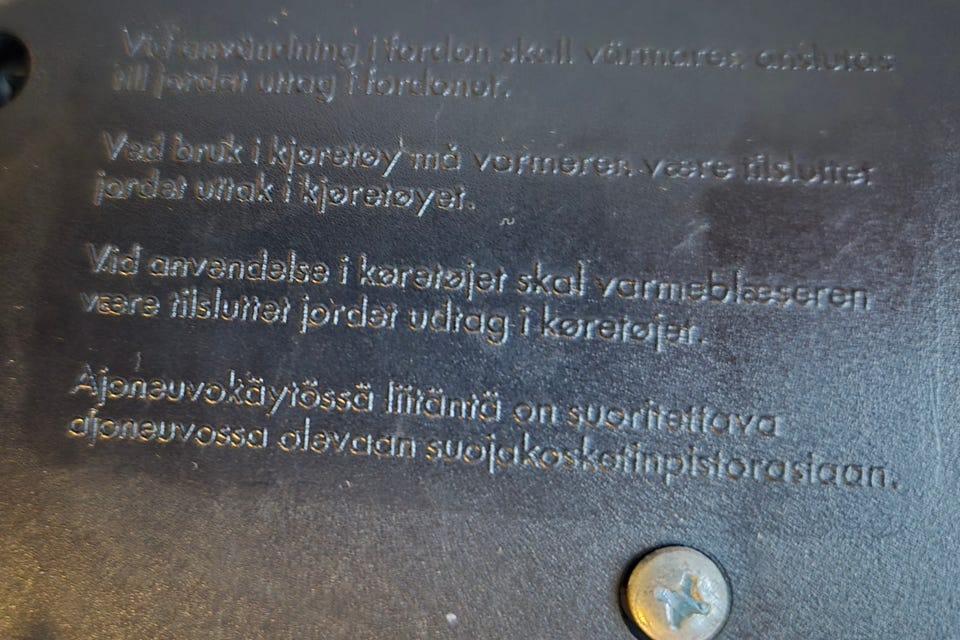 Vid användning i fordon skall värmaren anslutas
till jordat uttag i fordonet.
Ved bruk i kjøretøy må varmeren være tilsluttet
jordet uttak i kjøretøyet.
Vid anvendelse i køretøjet skal varmeblæseren
være tilsluttet jordet udtag i køretøjet.
Ajoneuvokäytössä liitäntä on suoritettava
ajoneuvossa olevaan suojakosketinpistorasiaan.